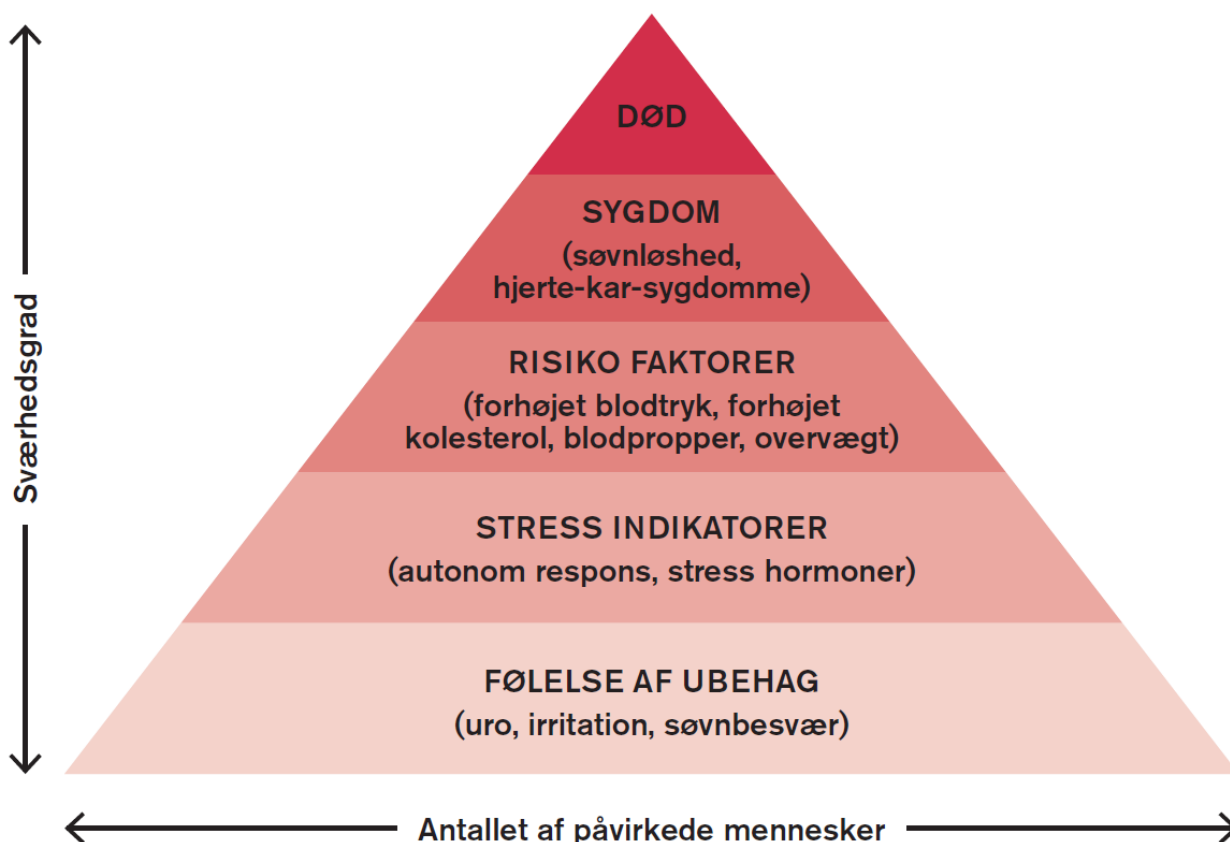 DØD
SYGDOM
(søvnløshed,
hjerte-kar-sygdomme)
RISIKO FAKTORER
(forhøjet blodtryk, forhøjet
kolesterol, blodpropper, overvægt)
STRESS INDIKATORER
(autonom respons, stress hormoner)
FØLELSE AF UBEHAG
(uro, irritation, søvnbesvær)
Sværhedsgrad
Antallet af påvirkede mennesker